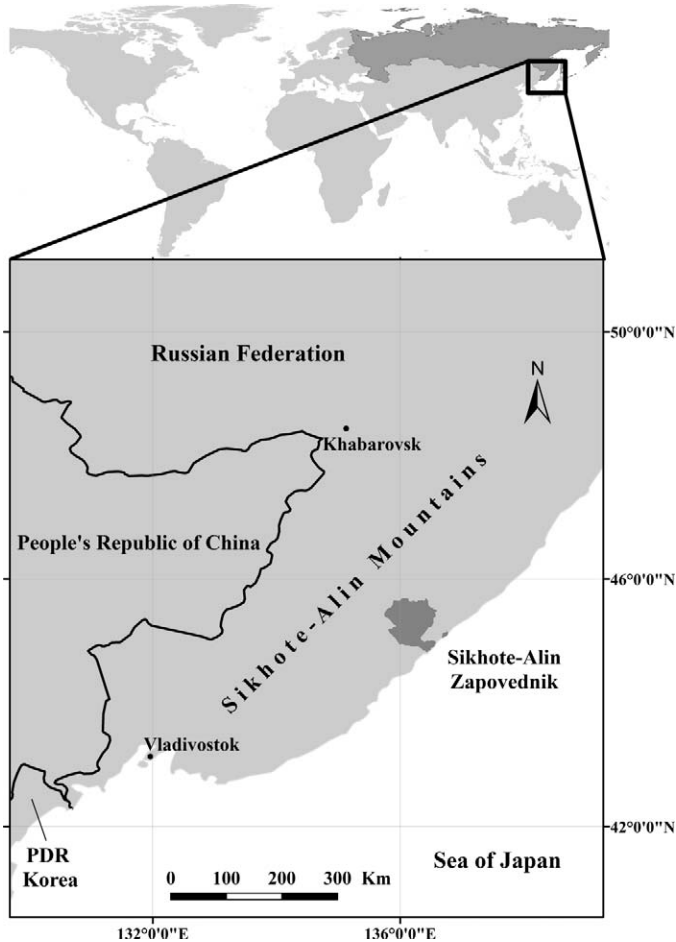 50°0'0"N
Russian Federation
N
Khabarovsk
People's Republic of China
Sikhote-Alin Mountains
46°0'0"N
Sikhote-Alin
Zapovednik
Vladivostok
42°0'0"N
PDR
Korea
0 100 200 300 Km
Sea of Japan
132°0'0"E
136°0'0"E